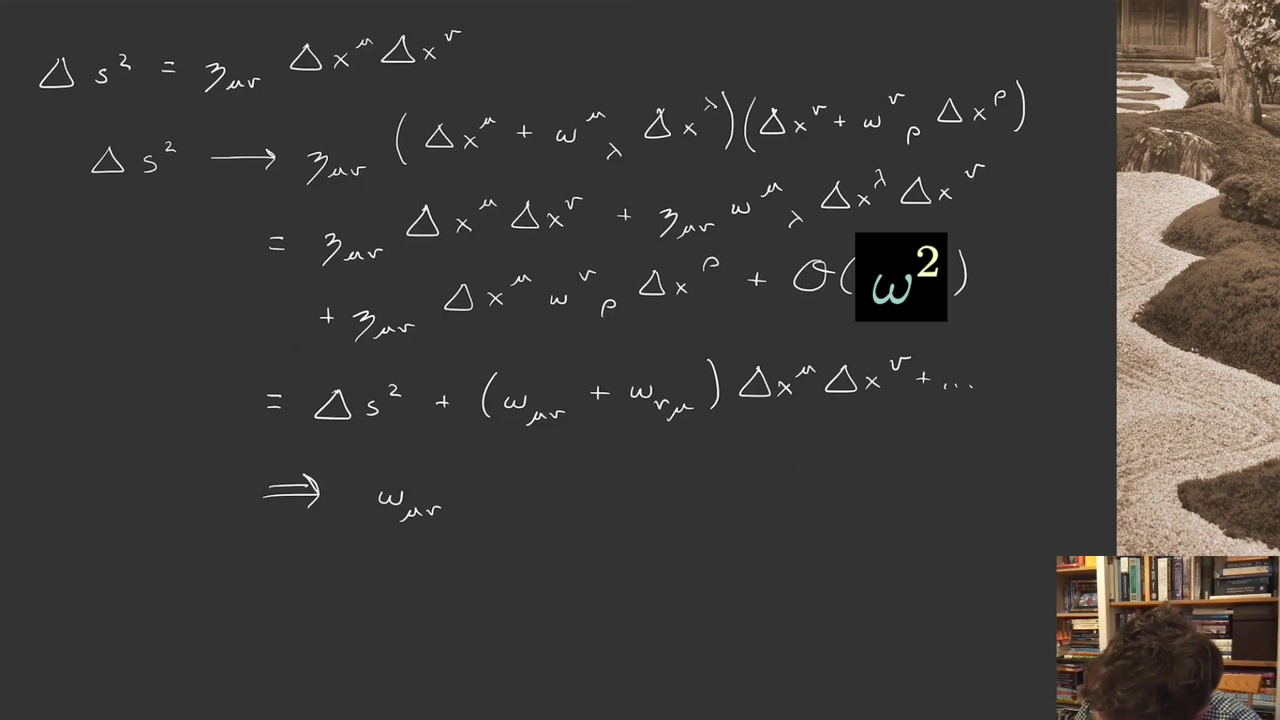 Δs² = η_μν Δx^μ Δx^ν
Δs² ⟶ η_μν (Δx^μ + ω^μ_λ Δx^λ)(Δx^ν + ω^ν_ρ Δx^ρ)
= η_μν Δx^μ Δx^ν + η_μν ω^μ_λ Δx^λ Δx^ν
+ η_μν Δx^μ ω^ν_ρ Δx^ρ + O(ω²)
= Δs² + (ω_μν + ω_νμ) Δx^μ Δx^ν + ...
⟹ ω_μν